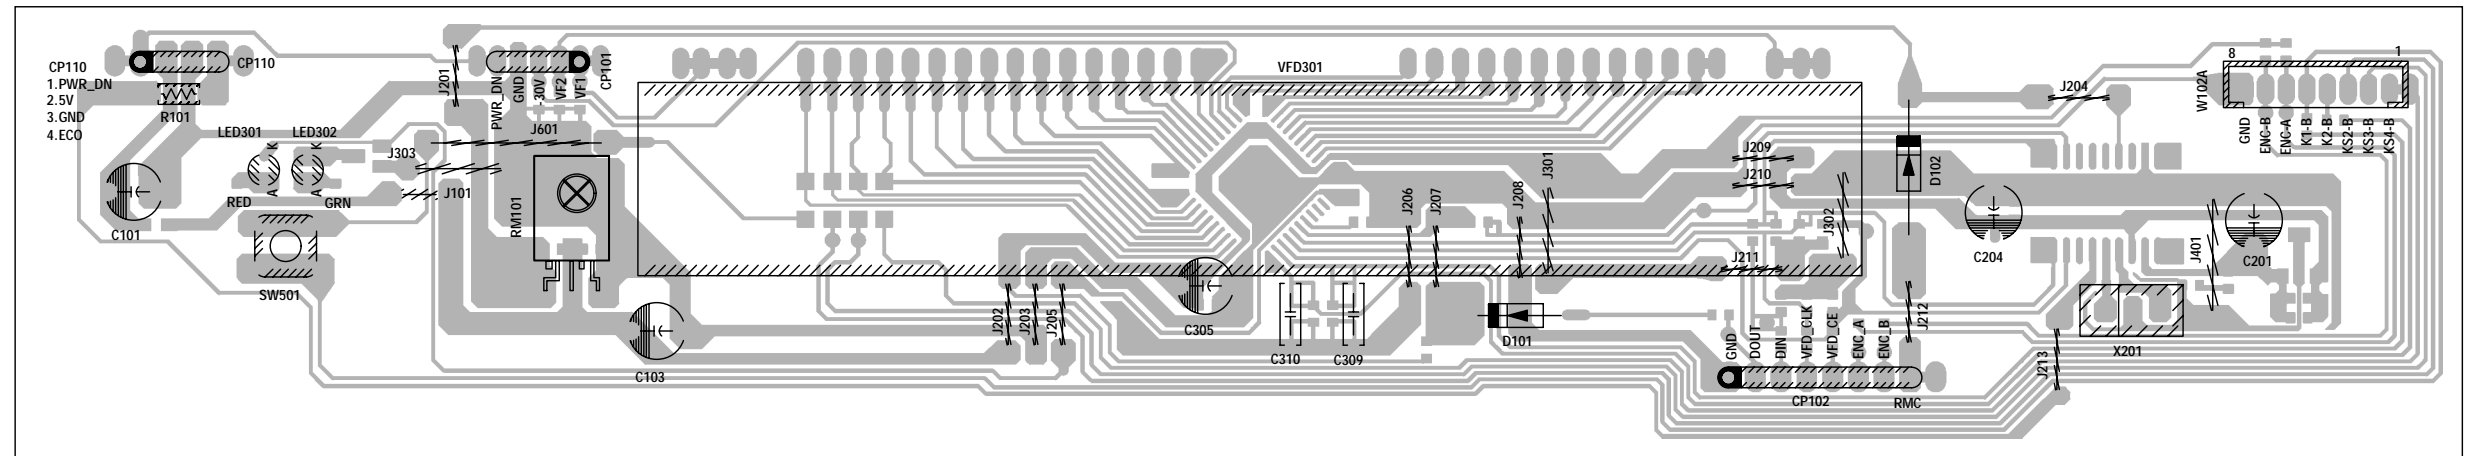 CP110
1.PWR_DN
2.5V
3.GND
4.ECO
CP110
R101
LED301
LED302
K
K
A
A
RED
GRN
C101
SW501
J303
J101
J201
PWR_DN
GND
-30V
VF2
VF1
CP101
J601
RM101
C103
VFD301
J202
J203
J205
C305
C310
C309
J206
J207
J208
J301
D101
J209
J210
J302
J211
GND
DOUT
DIN
VFD_CLK
VFD_CE
ENC_A
ENC_B
CP102
RMC
J212
D102
J204
C204
J213
X201
J401
C201
W102A
8
1
GND
ENC-B
ENC-A
K1-B
K2-B
KS2-B
KS3-B
KS4-B